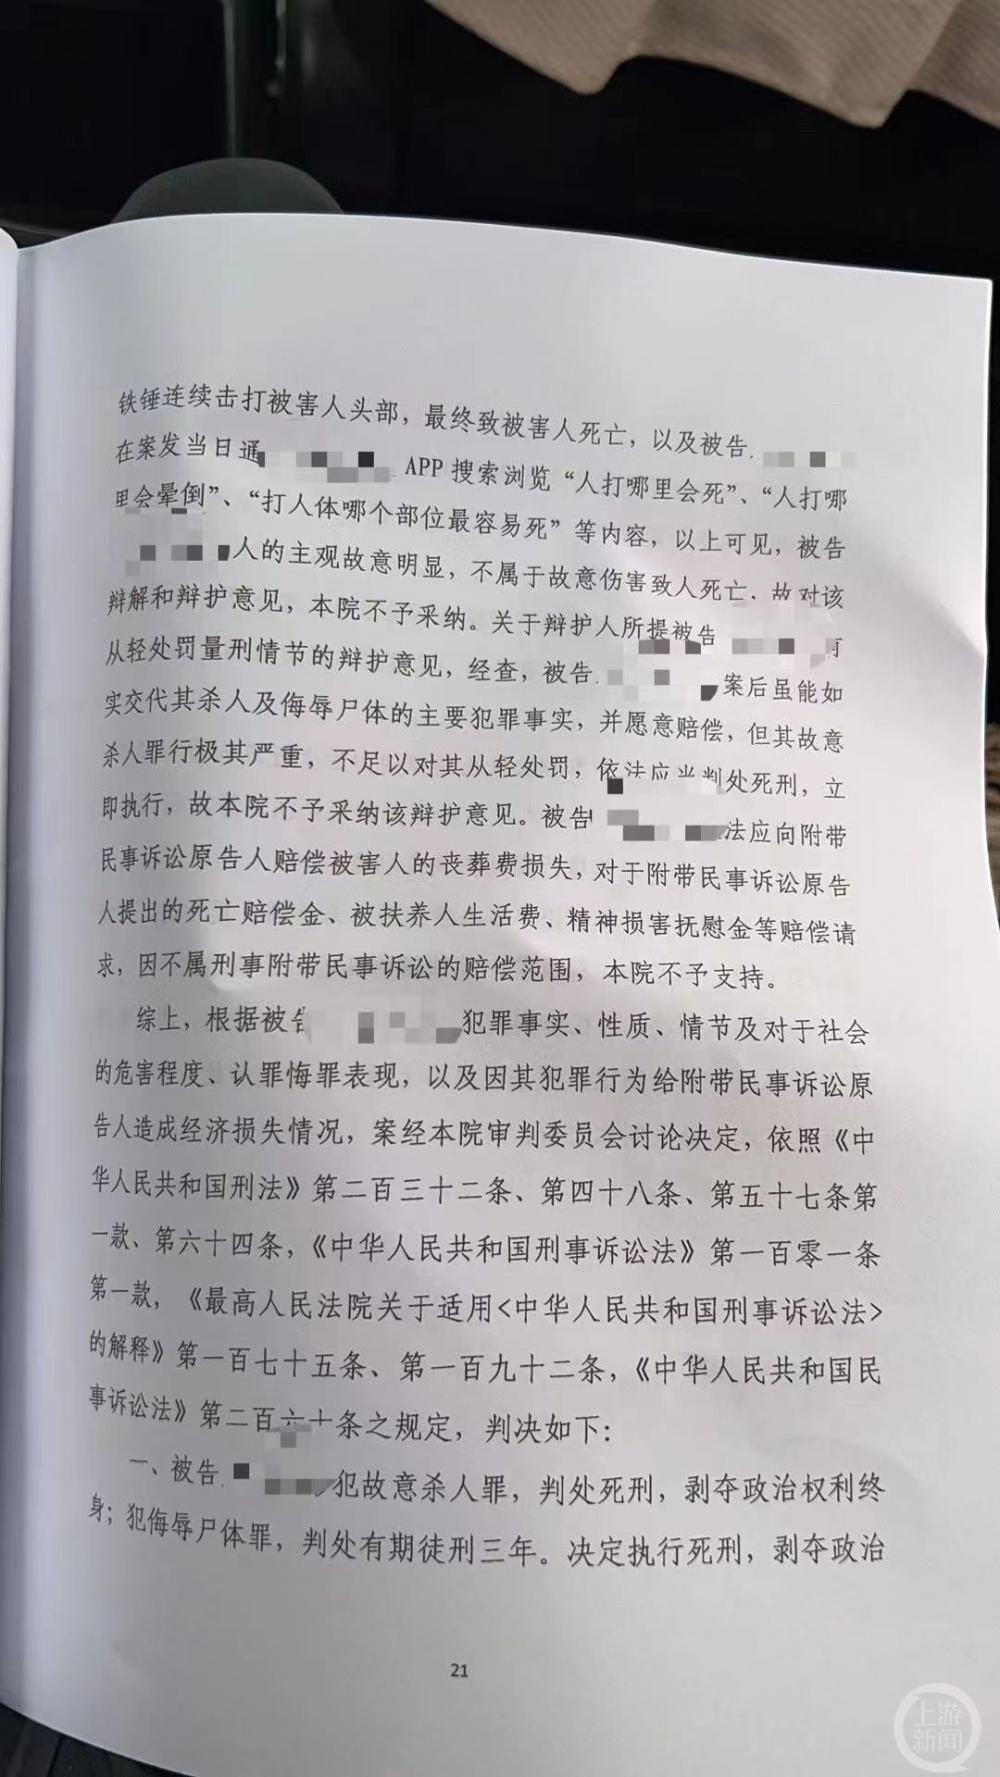 铁锤连续击打被害人头部，最终致被害人死亡，以及被告
在案发当日通 APP搜索浏览“人打哪里会死”、“人打哪
里会晕倒”、“打人体哪个部位最容易死”等内容，以上可见，被告
人的主观故意明显，不属于故意伤害致人死亡，故对该
辩解和辩护意见，本院不予采纳。关于辩护人所提被告 有
从轻处罚量刑情节的辩护意见，经查，被告 案后虽能如
实交代其杀人及侮辱尸体的主要犯罪事实，并愿意赔偿，但其故意
杀人罪行极其严重，不足以对其从轻处罚，依法应当判处死刑，立
即执行，故本院不予采纳该辩护意见。被告 法应向附带
民事诉讼原告人赔偿被害人的丧葬费损失，对于附带民事诉讼原告
人提出的死亡赔偿金、被扶养人生活费、精神损害抚慰金等赔偿请
求，因不属刑事附带民事诉讼的赔偿范围，本院不予支持。
综上，根据被告 犯罪事实、性质、情节及对于社会
的危害程度、认罪悔罪表现，以及因其犯罪行为给附带民事诉讼原
告人造成经济损失情况，案经本院审判委员会讨论决定，依照《中
华人民共和国刑法》第二百三十二条、第四十八条、第五十七条第
一款、第六十四条，《中华人民共和国刑事诉讼法》第一百零一条
第一款，《最高人民法院关于适用<中华人民共和国刑事诉讼法>
的解释》第一百七十五条、第一百九十二条，《中华人民共和国民
事诉讼法》第二百六十条之规定，判决如下：
一、被告 犯故意杀人罪，判处死刑，剥夺政治权利终
身；犯侮辱尸体罪，判处有期徒刑三年。决定执行死刑，剥夺政治
21
上游
新闻